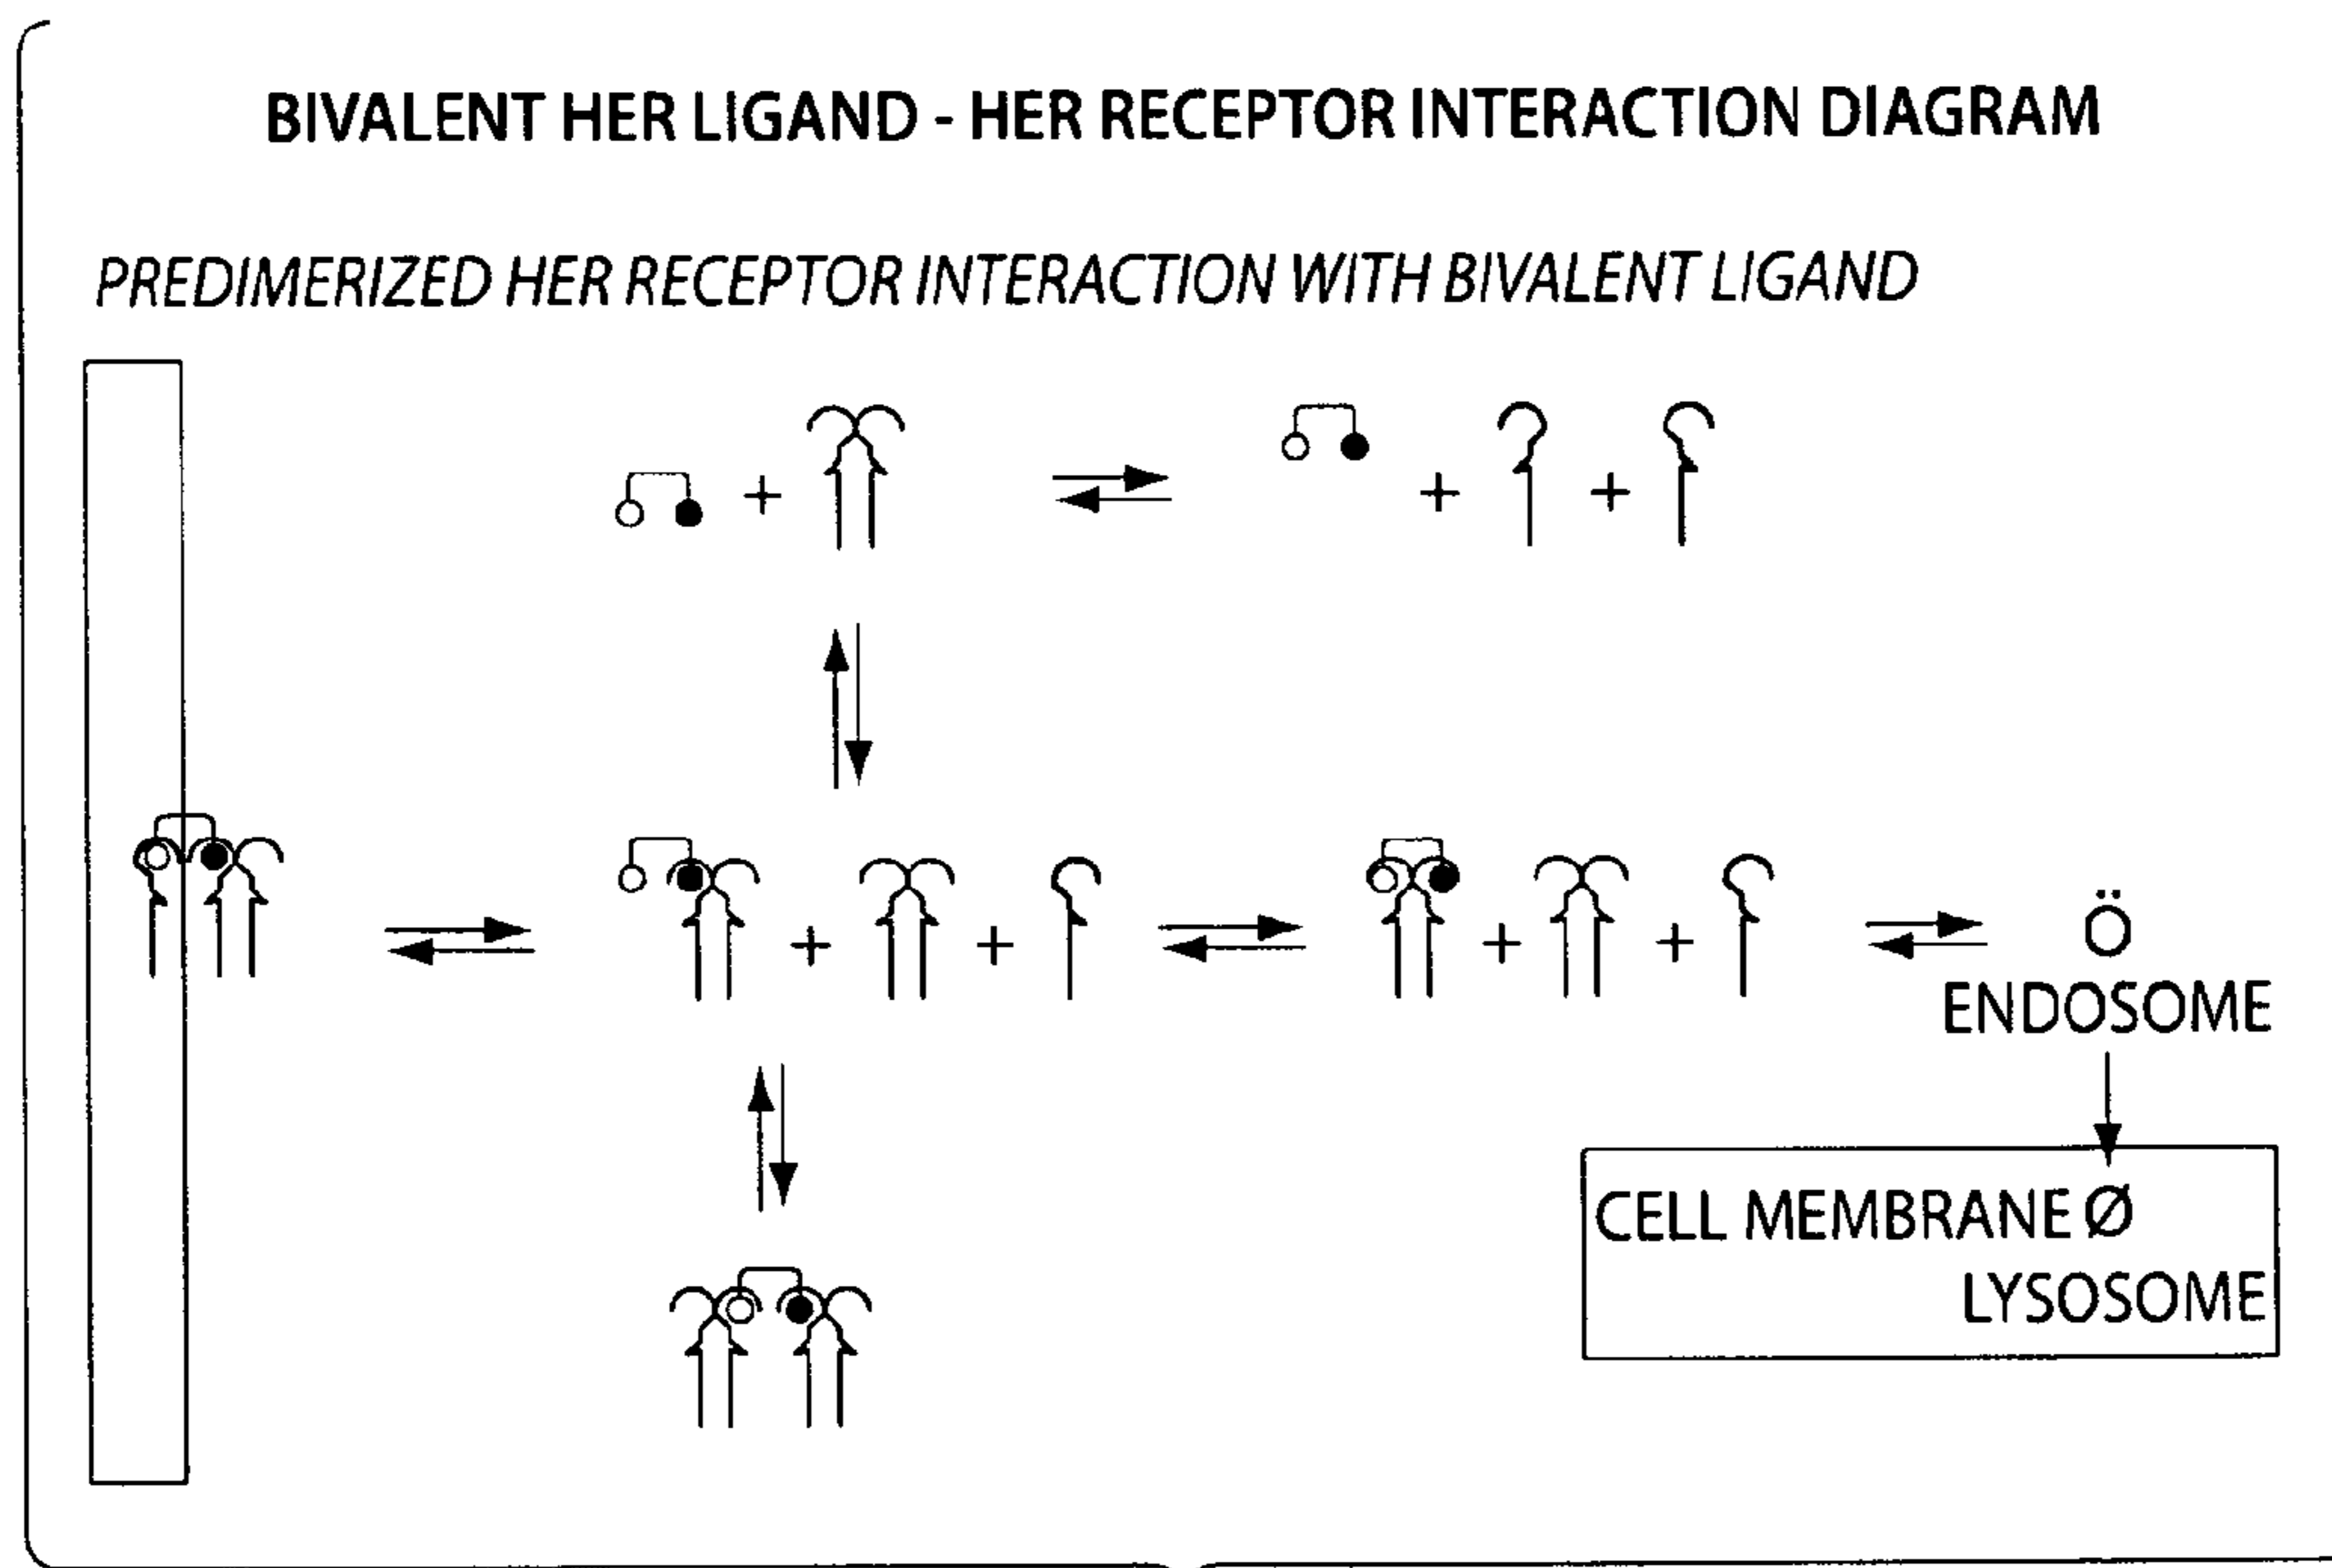 BIVALENT HER LIGAND - HER RECEPTOR INTERACTION DIAGRAM
PREDIMERIZED HER RECEPTOR INTERACTION WITH BIVALENT LIGAND
+
+ +
+ + + +
Ö
ENDOSOME
CELL MEMBRANE Ø
LYSOSOME